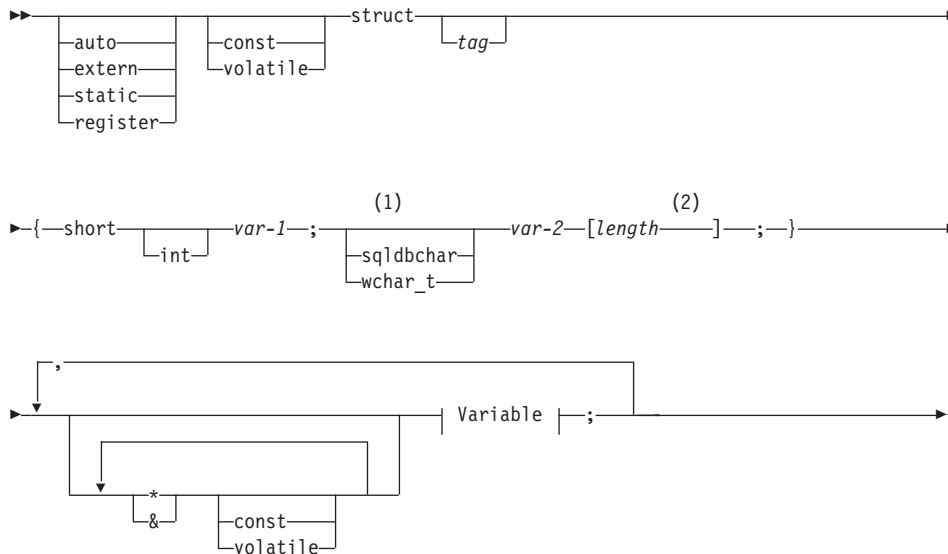 struct
auto const tag
extern volatile
static
register
(1) (2)
{ short var-1 ; var-2 [length ] ; }
int sqldbchar
wchar_t
,
Variable ;
*
& const
volatile